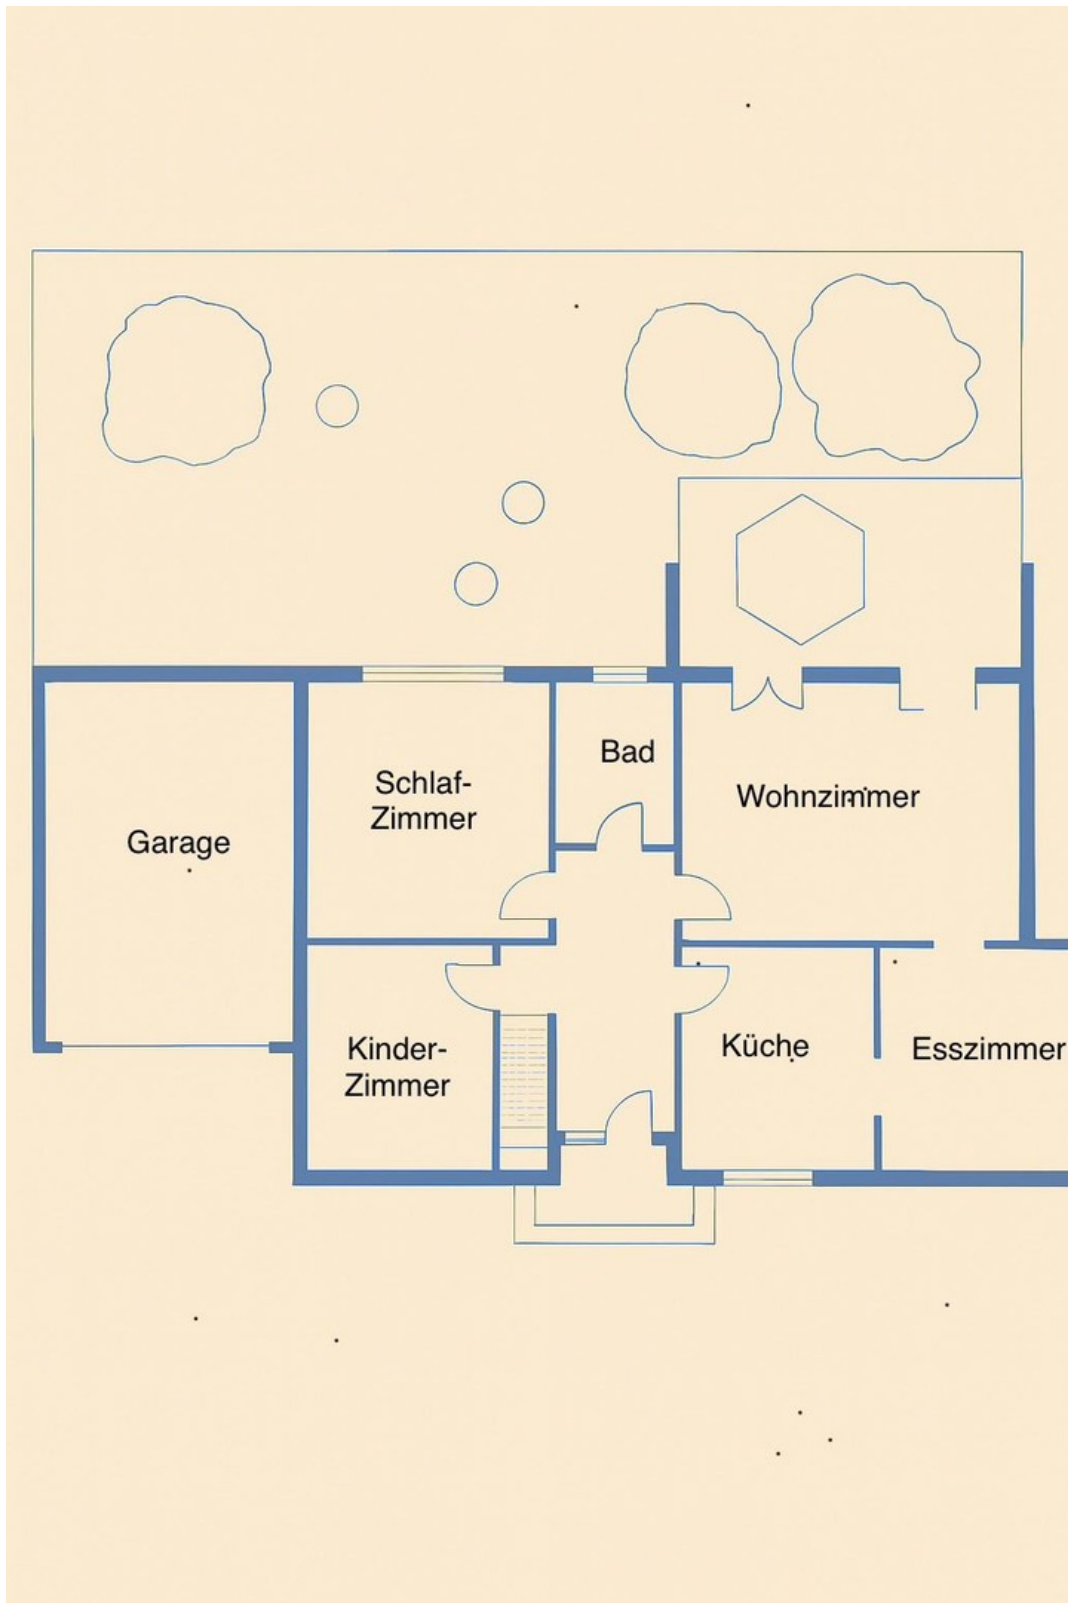 Bad
Schlaf-
Zimmer
Wohnzimmer
Garage
Kinder-
Zimmer
Küche
Esszimmer